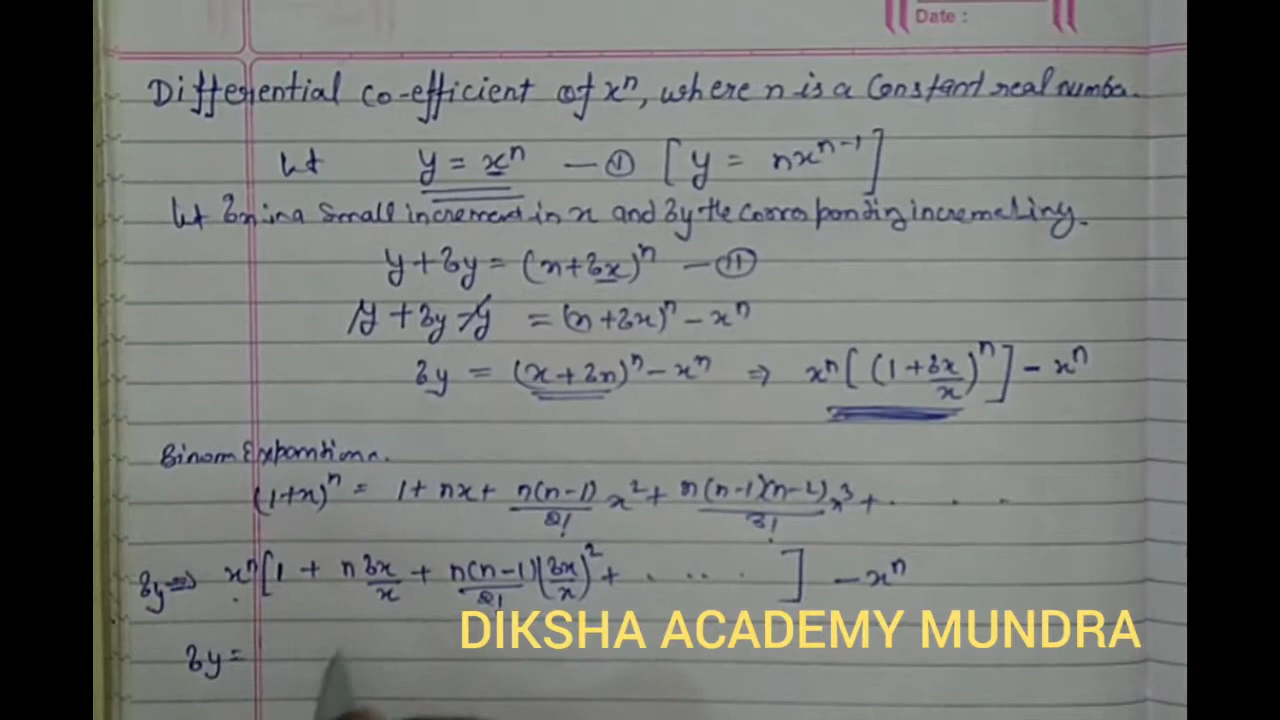 Date :
Differential co-efficient of xⁿ, where n is a constant real number.
let y = xⁿ — ① [y = nxⁿ⁻¹]
let δx in a small increment in x and δy the corresponding increment in y.
y + δy = (x + δx)ⁿ — ⑪
y + δy - y = (x + δx)ⁿ - xⁿ
δy = (x + δx)ⁿ - xⁿ ⇒ xⁿ[(1 + δx/x)ⁿ] - xⁿ
Binom Expantion.
(1+x)ⁿ = 1 + nx + n(n-1)/2! x² + n(n-1)(n-2)/3! x³ + . . .
δy ⇒ xⁿ[1 + n δx/x + n(n-1)/2! (δx/x)² + . . . .] - xⁿ
DIKSHA ACADEMY MUNDRA
δy =